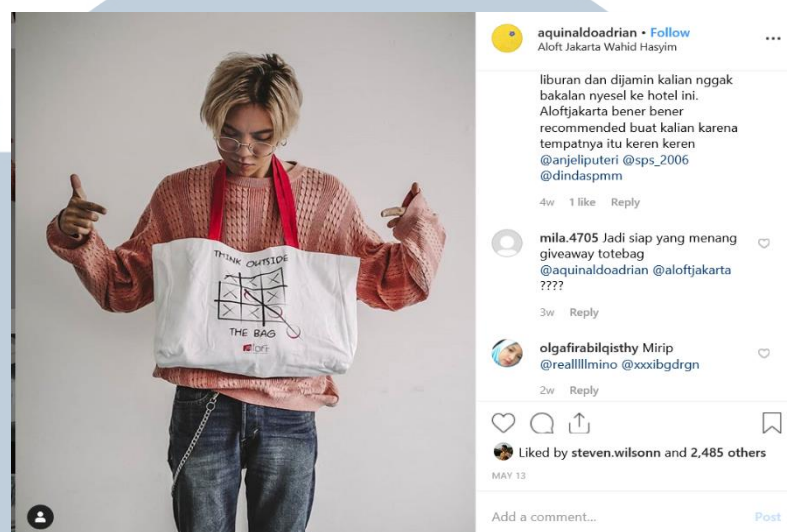 THINK OUTSIDE
THE BAG
aloft
aquinaldoadrian • Follow
Aloft Jakarta Wahid Hasyim
liburan dan dijamin kalian nggak
bakalan nyesel ke hotel ini.
Aloftjakarta bener bener
recommended buat kalian karena
tempatnya itu keren keren
@anjeliputeri @sps_2006
@dindaspmm
4w 1 like Reply
mila.4705 Jadi siap yang menang
giveaway totebag
@aquinaldoadrian @aloftjakarta
????
3w Reply
olgafirabilqisthy Mirip
@realllllmino @xxxibgdrgn
2w Reply
Liked by steven.wilsonn and 2,485 others
MAY 13
Add a comment... Post